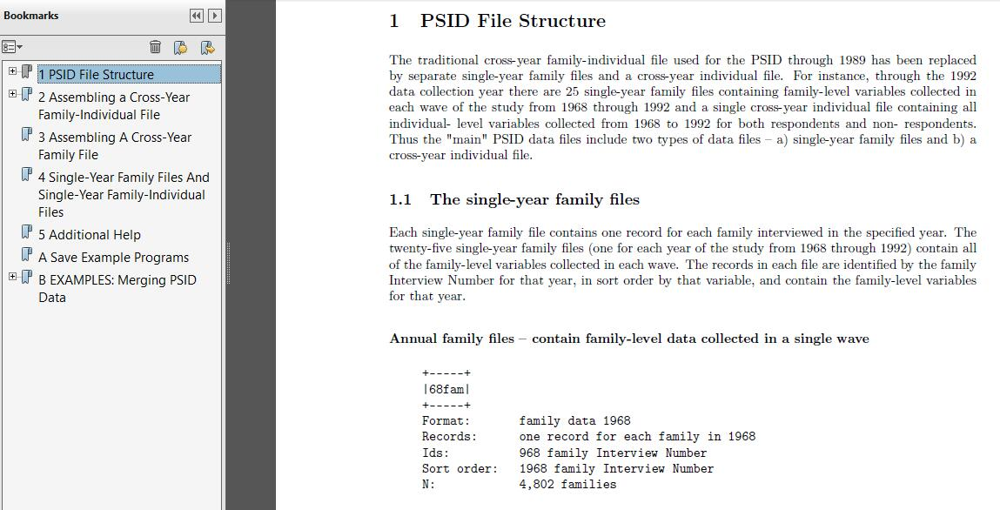 Bookmarks
1 PSID File Structure
2 Assembling a Cross-Year
Family-Individual File
3 Assembling A Cross-Year
Family File
4 Single-Year Family Files And
Single-Year Family-Individual
Files
5 Additional Help
A Save Example Programs
B EXAMPLES: Merging PSID
Data
1 PSID File Structure
The traditional cross-year family-individual file used for the PSID through 1989 has been replaced
by separate single-year family files and a cross-year individual file. For instance, through the 1992
data collection year there are 25 single-year family files containing family-level variables collected in
each wave of the study from 1968 through 1992 and a single cross-year individual file containing all
individual- level variables collected from 1968 to 1992 for both respondents and non- respondents.
Thus the "main" PSID data files include two types of data files – a) single-year family files and b) a
cross-year individual file.
1.1 The single-year family files
Each single-year family file contains one record for each family interviewed in the specified year. The
twenty-five single-year family files (one for each year of the study from 1968 through 1992) contain all
of the family-level variables collected in each wave. The records in each file are identified by the family
Interview Number for that year, in sort order by that variable, and contain the family-level variables
for that year.
Annual family files – contain family-level data collected in a single wave
+-----+
|68fam|
+-----+
Format: family data 1968
Records: one record for each family in 1968
Ids: 968 family Interview Number
Sort order: 1968 family Interview Number
N: 4,802 families